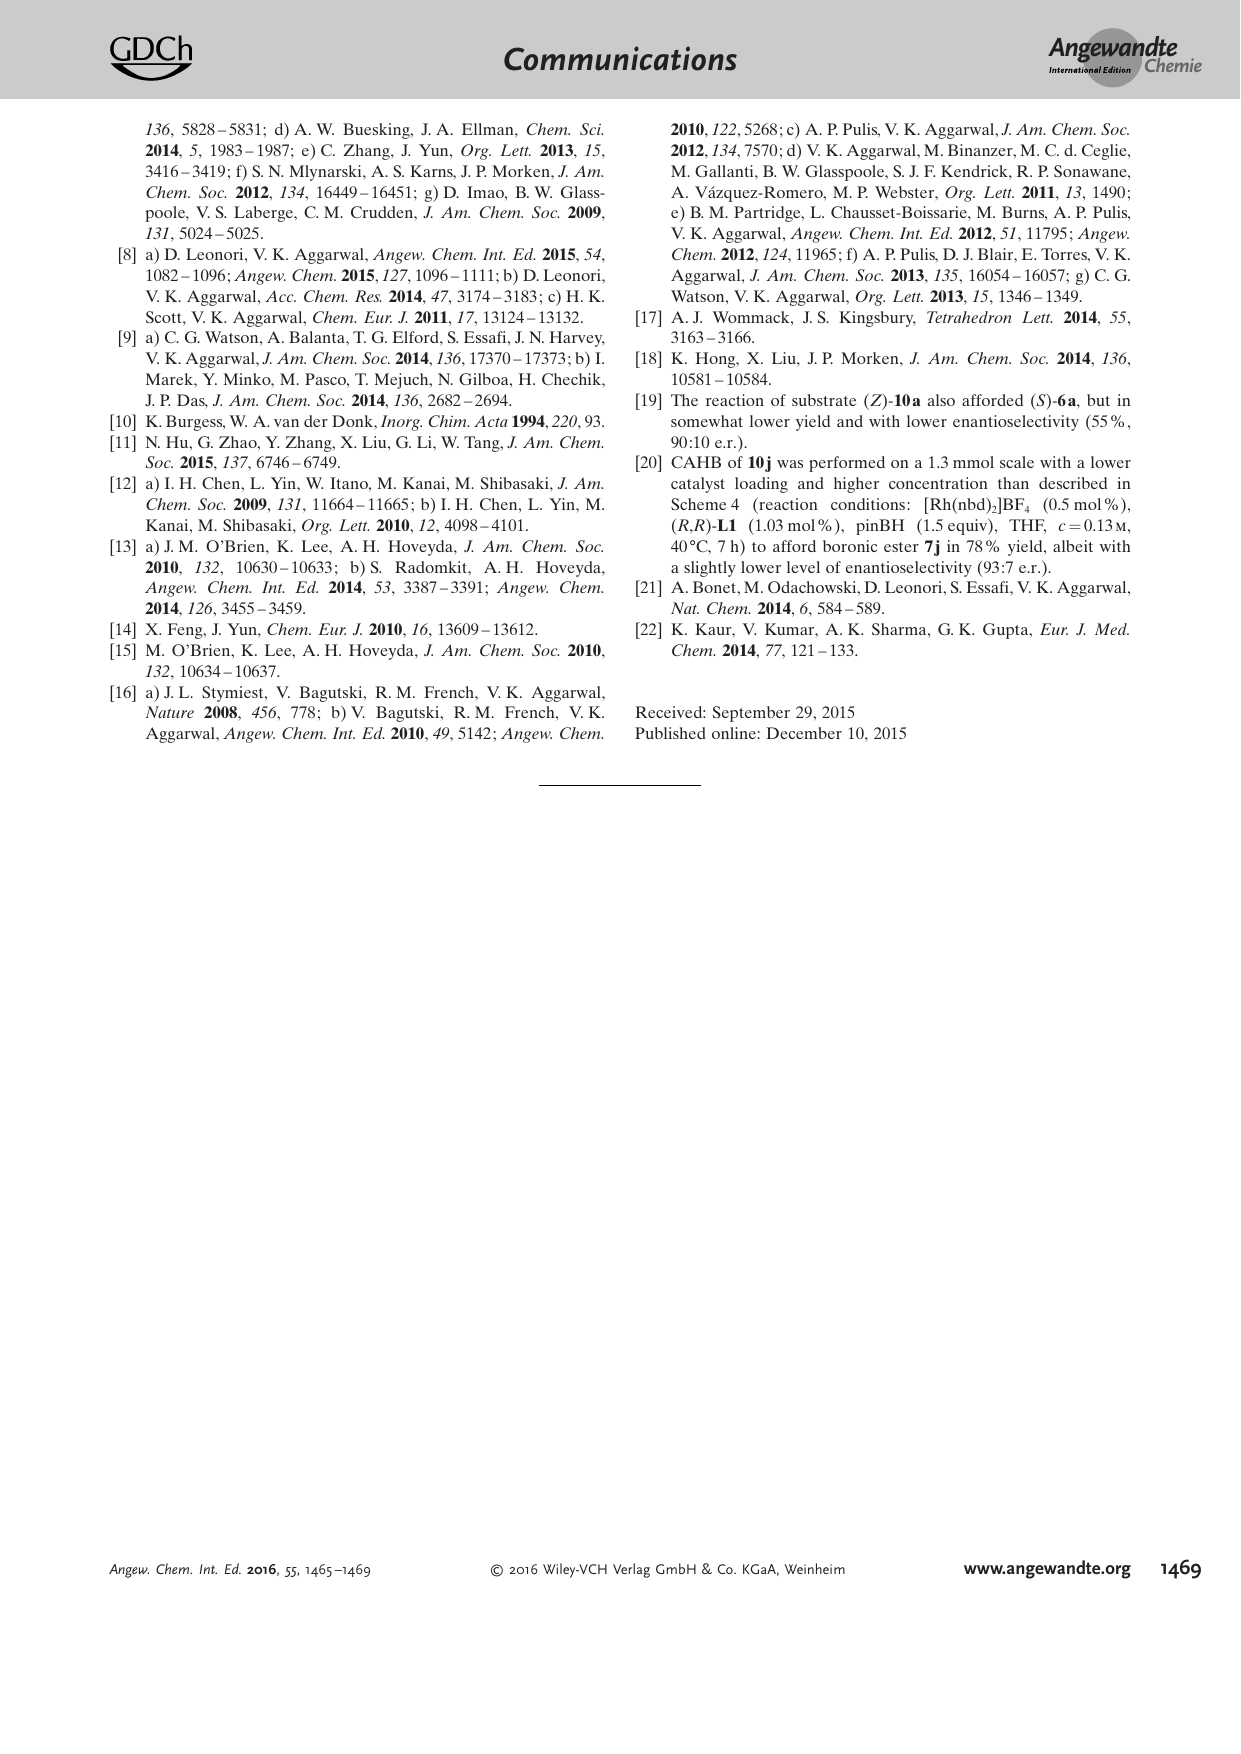 GDCh
Communications
Angewandte
International Edition
Chemie
136, 5828–5831; d) A. W. Buesking, J. A. Ellman, Chem. Sci.
2014, 5, 1983–1987; e) C. Zhang, J. Yun, Org. Lett. 2013, 15,
3416–3419; f) S. N. Mlynarski, A. S. Karns, J. P. Morken, J. Am.
Chem. Soc. 2012, 134, 16449–16451; g) D. Imao, B. W. Glass-
poole, V. S. Laberge, C. M. Crudden, J. Am. Chem. Soc. 2009,
131, 5024–5025.
[8] a) D. Leonori, V. K. Aggarwal, Angew. Chem. Int. Ed. 2015, 54,
1082–1096; Angew. Chem. 2015, 127, 1096–1111; b) D. Leonori,
V. K. Aggarwal, Acc. Chem. Res. 2014, 47, 3174–3183; c) H. K.
Scott, V. K. Aggarwal, Chem. Eur. J. 2011, 17, 13124–13132.
[9] a) C. G. Watson, A. Balanta, T. G. Elford, S. Essafi, J. N. Harvey,
V. K. Aggarwal, J. Am. Chem. Soc. 2014, 136, 17370–17373; b) I.
Marek, Y. Minko, M. Pasco, T. Mejuch, N. Gilboa, H. Chechik,
J. P. Das, J. Am. Chem. Soc. 2014, 136, 2682–2694.
[10] K. Burgess, W. A. van der Donk, Inorg. Chim. Acta 1994, 220, 93.
[11] N. Hu, G. Zhao, Y. Zhang, X. Liu, G. Li, W. Tang, J. Am. Chem.
Soc. 2015, 137, 6746–6749.
[12] a) I. H. Chen, L. Yin, W. Itano, M. Kanai, M. Shibasaki, J. Am.
Chem. Soc. 2009, 131, 11664–11665; b) I. H. Chen, L. Yin, M.
Kanai, M. Shibasaki, Org. Lett. 2010, 12, 4098–4101.
[13] a) J. M. O'Brien, K. Lee, A. H. Hoveyda, J. Am. Chem. Soc.
2010, 132, 10630–10633; b) S. Radomkit, A. H. Hoveyda,
Angew. Chem. Int. Ed. 2014, 53, 3387–3391; Angew. Chem.
2014, 126, 3455–3459.
[14] X. Feng, J. Yun, Chem. Eur. J. 2010, 16, 13609–13612.
[15] M. O'Brien, K. Lee, A. H. Hoveyda, J. Am. Chem. Soc. 2010,
132, 10634–10637.
[16] a) J. L. Stymiest, V. Bagutski, R. M. French, V. K. Aggarwal,
Nature 2008, 456, 778; b) V. Bagutski, R. M. French, V. K.
Aggarwal, Angew. Chem. Int. Ed. 2010, 49, 5142; Angew. Chem.
2010, 122, 5268; c) A. P. Pulis, V. K. Aggarwal, J. Am. Chem. Soc.
2012, 134, 7570; d) V. K. Aggarwal, M. Binanzer, M. C. d. Ceglie,
M. Gallanti, B. W. Glasspoole, S. J. F. Kendrick, R. P. Sonawane,
A. Vázquez-Romero, M. P. Webster, Org. Lett. 2011, 13, 1490;
e) B. M. Partridge, L. Chausset-Boissarie, M. Burns, A. P. Pulis,
V. K. Aggarwal, Angew. Chem. Int. Ed. 2012, 51, 11795; Angew.
Chem. 2012, 124, 11965; f) A. P. Pulis, D. J. Blair, E. Torres, V. K.
Aggarwal, J. Am. Chem. Soc. 2013, 135, 16054–16057; g) C. G.
Watson, V. K. Aggarwal, Org. Lett. 2013, 15, 1346–1349.
[17] A. J. Wommack, J. S. Kingsbury, Tetrahedron Lett. 2014, 55,
3163–3166.
[18] K. Hong, X. Liu, J. P. Morken, J. Am. Chem. Soc. 2014, 136,
10581–10584.
[19] The reaction of substrate (Z)-10a also afforded (S)-6a, but in
somewhat lower yield and with lower enantioselectivity (55%,
90:10 e.r.).
[20] CAHB of 10j was performed on a 1.3 mmol scale with a lower
catalyst loading and higher concentration than described in
Scheme 4 (reaction conditions: [Rh(nbd)₂]BF₄ (0.5 mol%),
(R,R)-L1 (1.03 mol%), pinBH (1.5 equiv), THF, c = 0.13 M,
40°C, 7 h) to afford boronic ester 7j in 78% yield, albeit with
a slightly lower level of enantioselectivity (93:7 e.r.).
[21] A. Bonet, M. Odachowski, D. Leonori, S. Essafi, V. K. Aggarwal,
Nat. Chem. 2014, 6, 584–589.
[22] K. Kaur, V. Kumar, A. K. Sharma, G. K. Gupta, Eur. J. Med.
Chem. 2014, 77, 121–133.
Received: September 29, 2015
Published online: December 10, 2015
Angew. Chem. Int. Ed. 2016, 55, 1465–1469
© 2016 Wiley-VCH Verlag GmbH & Co. KGaA, Weinheim
www.angewandte.org 1469